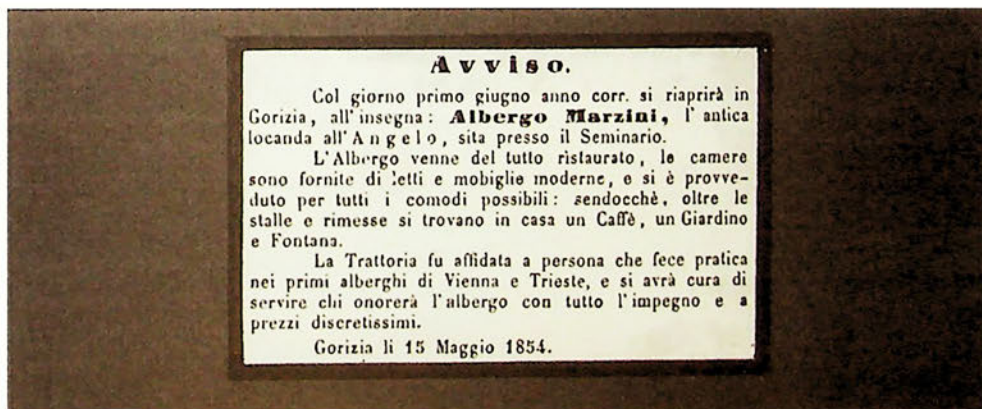 Avviso.
Col giorno primo giugno anno corr. si riaprirà in
Gorizia, all'insegna: Albergo Marzini, l'antica
locanda all'Angelo, sita presso il Seminario.
L'Albergo venne del tutto ristaurato, le camere
sono fornite di letti e mobiglie moderne, e si è provve-
duto per tutti i comodi possibili: sendocchè, oltre le
stalle e rimesse si trovano in casa un Caffè, un Giardino
e Fontana.
La Trattoria fu affidata a persona che fece pratica
nei primi alberghi di Vienna e Trieste, e si avrà cura di
servire chi onorerà l'albergo con tutto l'impegno e a
prezzi discretissimi.
Gorizia li 15 Maggio 1854.